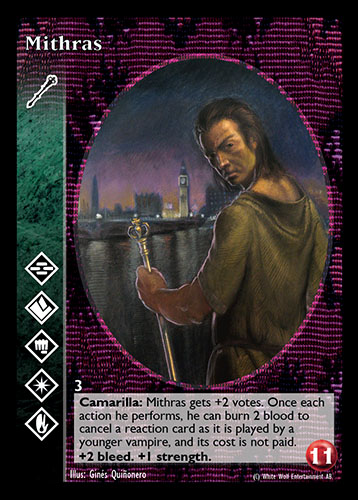 Mithras
3
Camarilla: Mithras gets +2 votes. Once each
action he performs, he can burn 2 blood to
cancel a reaction card as it is played by a
younger vampire, and its cost is not paid.
+2 bleed. +1 strength.
11
Illus: Ginés Quiñonero
(C) White Wolf Entertainment AB.